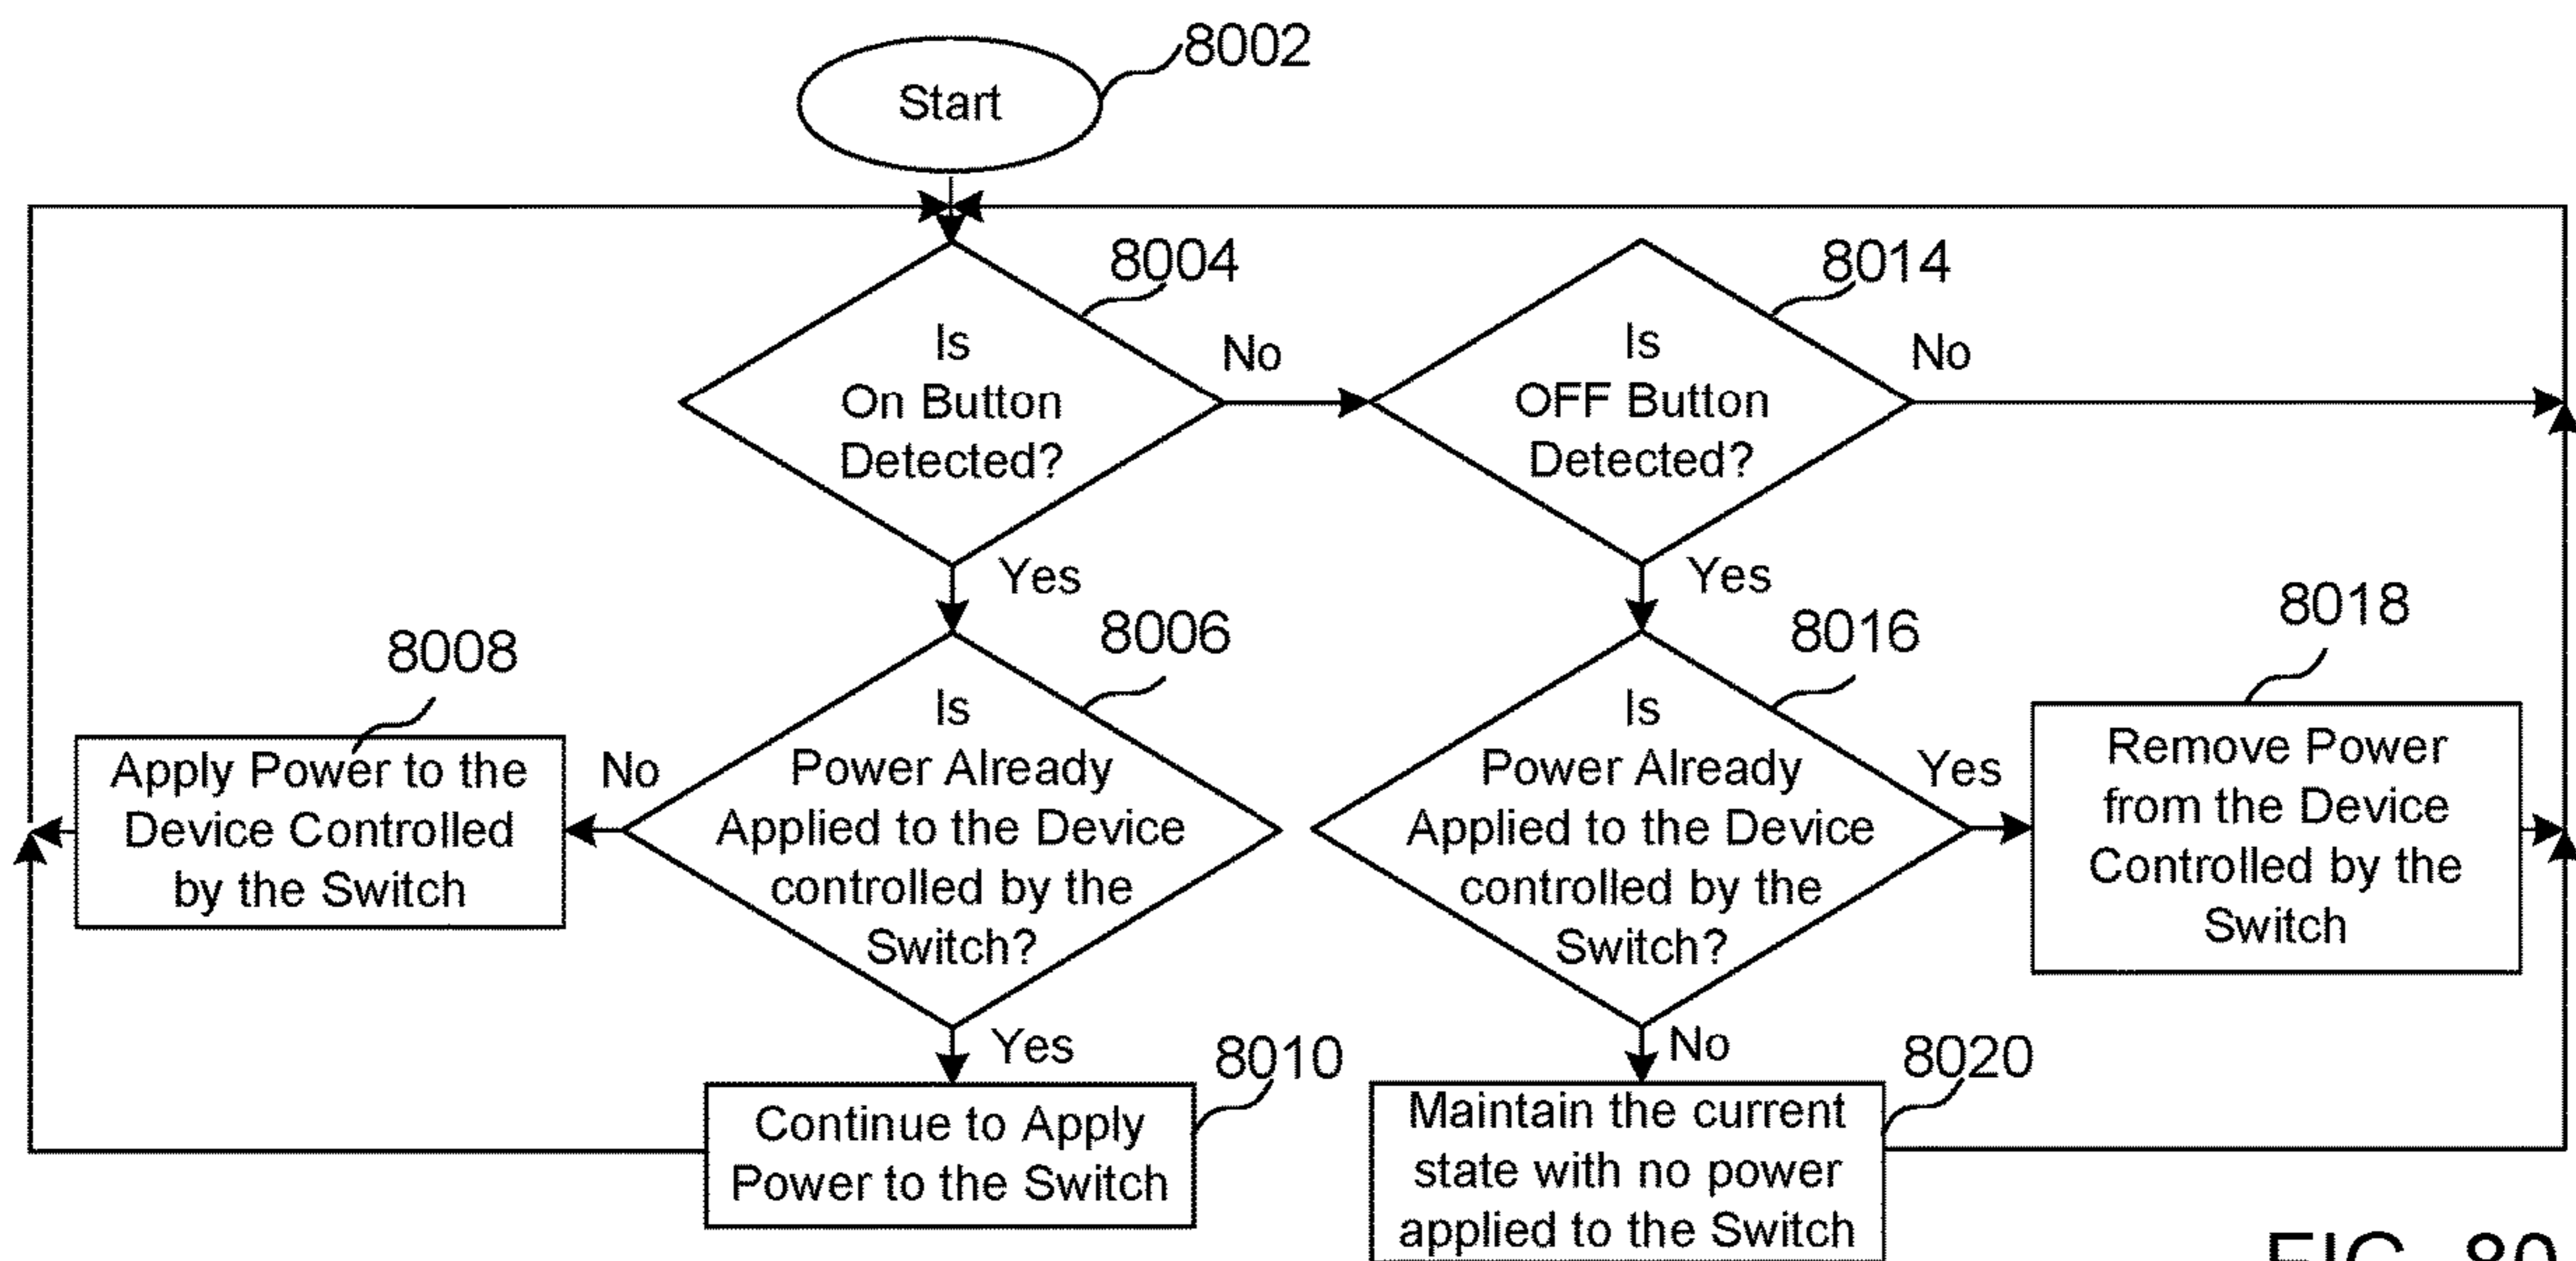 Start
8002
8004
Is
On Button
Detected?
No
8014
Is
OFF Button
Detected?
No
Yes
Yes
8008
Apply Power to the
Device Controlled
by the Switch
No
8006
Is
Power Already
Applied to the Device
controlled by the
Switch?
8016
Is
Power Already
Applied to the Device
controlled by the
Switch?
Yes
8018
Remove Power
from the Device
Controlled by the
Switch
Yes
8010
Continue to Apply
Power to the Switch
No
8020
Maintain the current
state with no power
applied to the Switch
FIG. 80